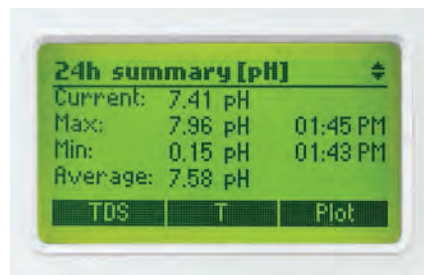 24h summary [pH]
Current: 7.41 pH
Max: 7.96 pH 01:45 PM
Min: 0.15 pH 01:43 PM
Average: 7.58 pH
TDS T Plot